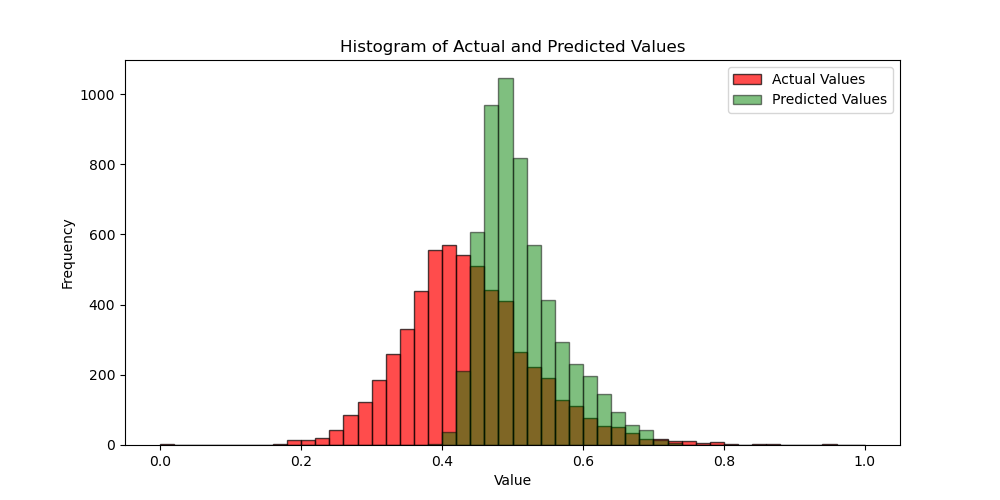 Histogram of Actual and Predicted Values
Actual Values
Predicted Values
1000
800
600
400
200
0
Frequency
0.0 0.2 0.4 0.6 0.8 1.0
Value